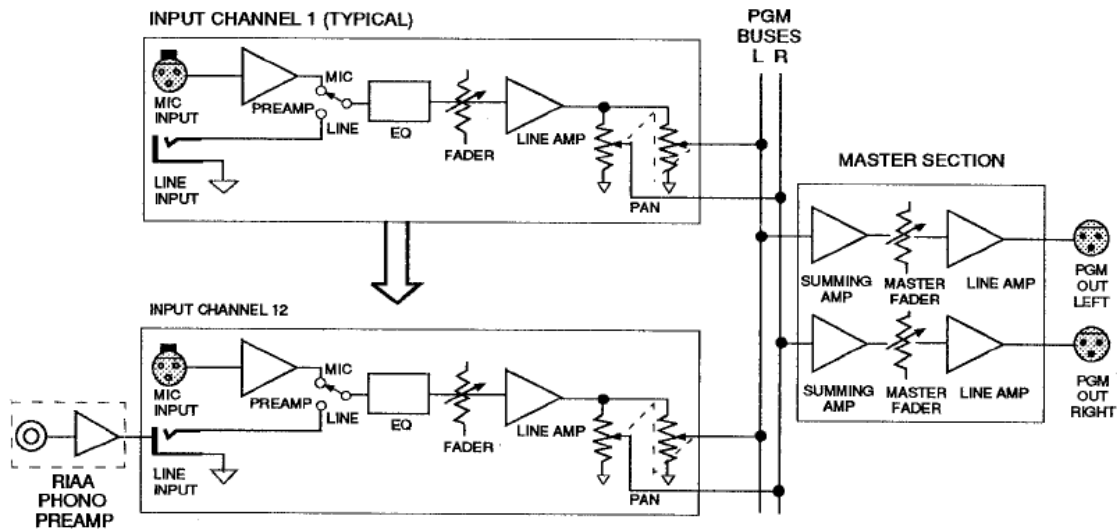 INPUT CHANNEL 1 (TYPICAL)
PGM
BUSES
L R
MIC
INPUT
PREAMP
MIC
LINE
EQ
FADER
LINE AMP
PAN
LINE
INPUT
MASTER SECTION
SUMMING
AMP
MASTER
FADER
LINE AMP
PGM
OUT
LEFT
SUMMING
AMP
MASTER
FADER
LINE AMP
PGM
OUT
RIGHT
INPUT CHANNEL 12
MIC
INPUT
PREAMP
MIC
LINE
EQ
FADER
LINE AMP
PAN
LINE
INPUT
RIAA
PHONO
PREAMP